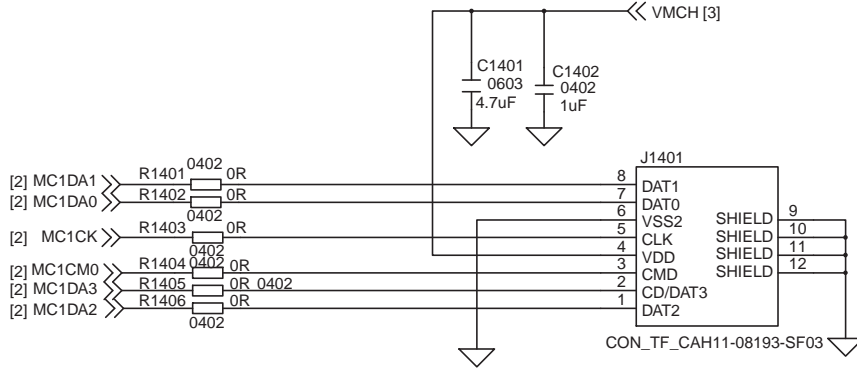 VMCH [3]
C1401
0603
4.7uF
C1402
0402
1uF
J1401
0402
[2] MC1DA1 R1401 0R 8 DAT1
[2] MC1DA0 R1402 0R 7 DAT0
0402
6 VSS2 SHIELD 9
[2] MC1CK R1403 0R 5 CLK SHIELD 10
0402 0402
4 VDD SHIELD 11
[2] MC1CM0 R1404 0R 3 CMD SHIELD 12
[2] MC1DA3 R1405 0R 0402 2 CD/DAT3
[2] MC1DA2 R1406 0R 1 DAT2
0402
CON_TF_CAH11-08193-SF03